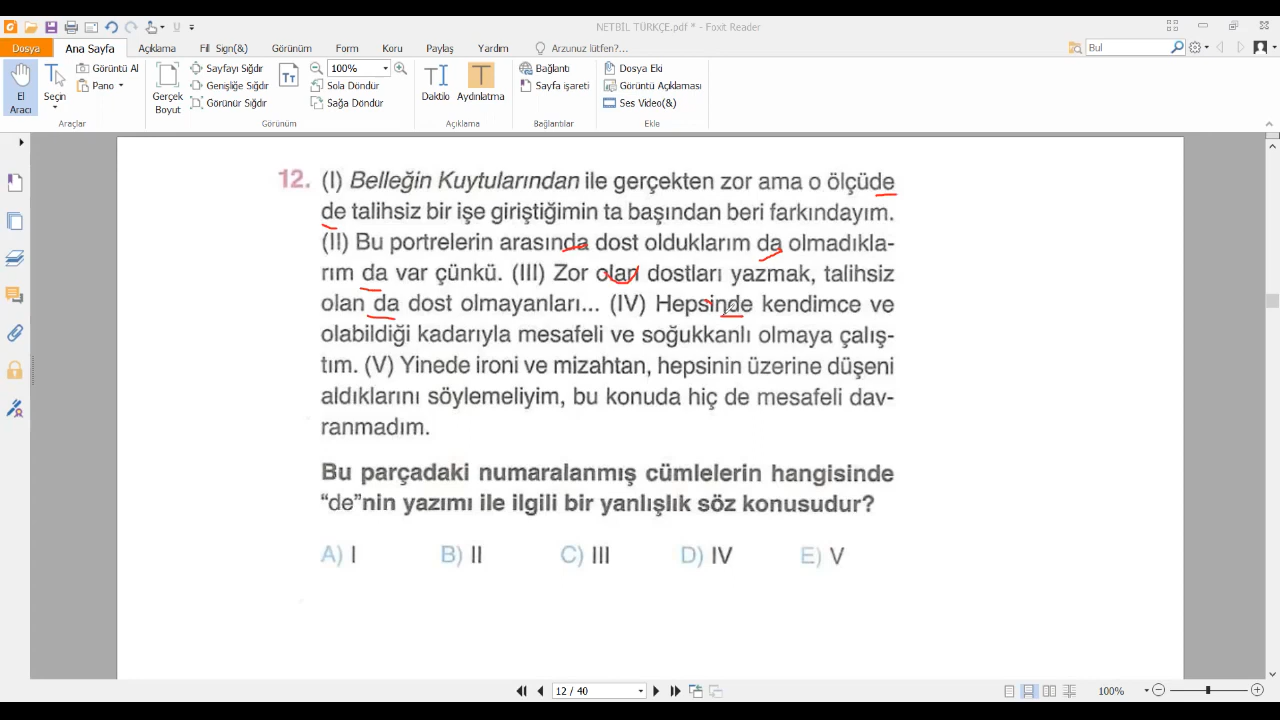 NETBİL TÜRKÇE.pdf * - Foxit Reader
Dosya Ana Sayfa Açıklama Fill Sign(&) Görünüm Form Koru Paylaş Yardım Arzunuz lütfen?... Bul
El Aracı
Seçin
Görüntü Al
Pano
Gerçek Boyut
Sayfayı Sığdır
Genişliğe Sığdır
Görünür Sığdır
100%
Sola Döndür
Sağa Döndür
Daktilo
Aydınlatma
Bağlantı
Sayfa işareti
Dosya Eki
Görüntü Açıklaması
Ses Video(&)
Araçlar Görünüm Açıklama Bağlantılar Ekle
12. (I) Belleğin Kuytularından ile gerçekten zor ama o ölçüde
de talihsiz bir işe giriştiğimin ta başından beri farkındayım.
(II) Bu portrelerin arasında dost olduklarım da olmadıkla-
rım da var çünkü. (III) Zor olan dostları yazmak, talihsiz
olan da dost olmayanları... (IV) Hepsinde kendimce ve
olabildiği kadarıyla mesafeli ve soğukkanlı olmaya çalış-
tım. (V) Yinede ironi ve mizahtan, hepsinin üzerine düşeni
aldıklarını söylemeliyim, bu konuda hiç de mesafeli dav-
ranmadım.
Bu parçadaki numaralanmış cümlelerin hangisinde
“de”nin yazımı ile ilgili bir yanlışlık söz konusudur?
A) I B) II C) III D) IV E) V
12 / 40
100%